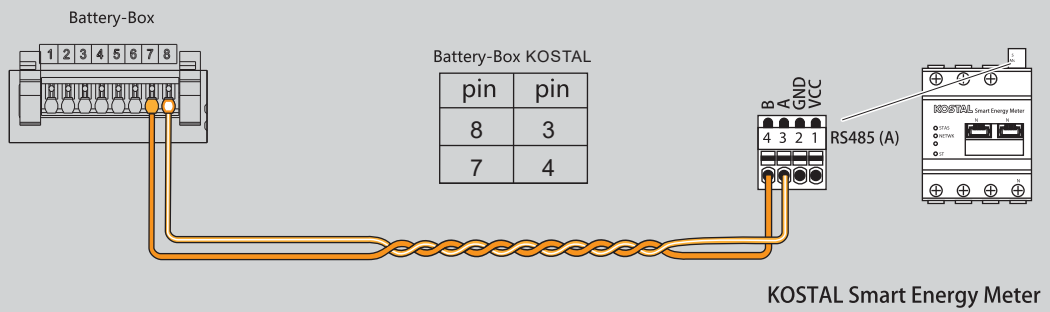 Battery-Box
1 2 3 4 5 6 7 8
Battery-Box KOSTAL
pin pin
8 3
7 4
B A GND VCC
4 3 2 1
RS485 (A)
KOSTAL Smart Energy Meter
N N
STAS
NETWK
ST
N
KOSTAL Smart Energy Meter